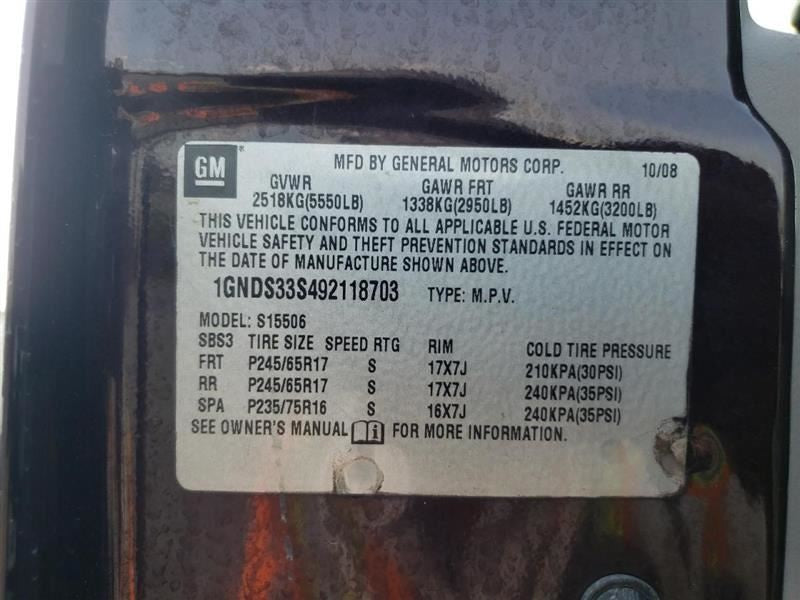 GM MFD BY GENERAL MOTORS CORP. 10/08
GVWR GAWR FRT GAWR RR
2518KG(5550LB) 1338KG(2950LB) 1452KG(3200LB)
THIS VEHICLE CONFORMS TO ALL APPLICABLE U.S. FEDERAL MOTOR
VEHICLE SAFETY AND THEFT PREVENTION STANDARDS IN EFFECT ON
THE DATE OF MANUFACTURE SHOWN ABOVE.
1GNDS33S492118703 TYPE: M.P.V.
MODEL: S15506
SBS3 TIRE SIZE SPEED RTG RIM COLD TIRE PRESSURE
FRT P245/65R17 S 17X7J 210KPA(30PSI)
RR P245/65R17 S 17X7J 240KPA(35PSI)
SPA P235/75R16 S 16X7J 240KPA(35PSI)
SEE OWNER'S MANUAL FOR MORE INFORMATION.